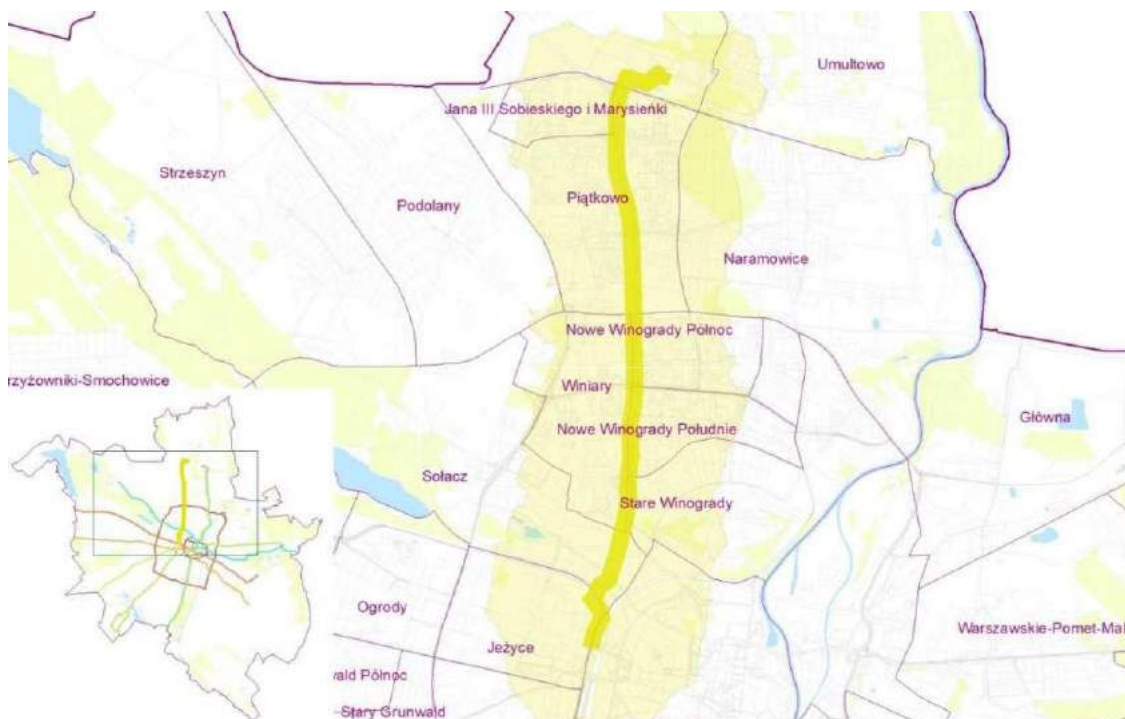 Umultowo
Jana III Sobieskiego i Marysieńki
Strzeszyn
Piątkowo
Podolany
Naramowice
Nowe Winogrady Północ
rzyżowniki-Smochowice
Winiary
Główna
Nowe Winogrady Południe
Sołacz
Stare Winogrady
Ogrody
Warszawskie-Pomet-Mal
Jeżyce
wald Północ
Stary Grunwald